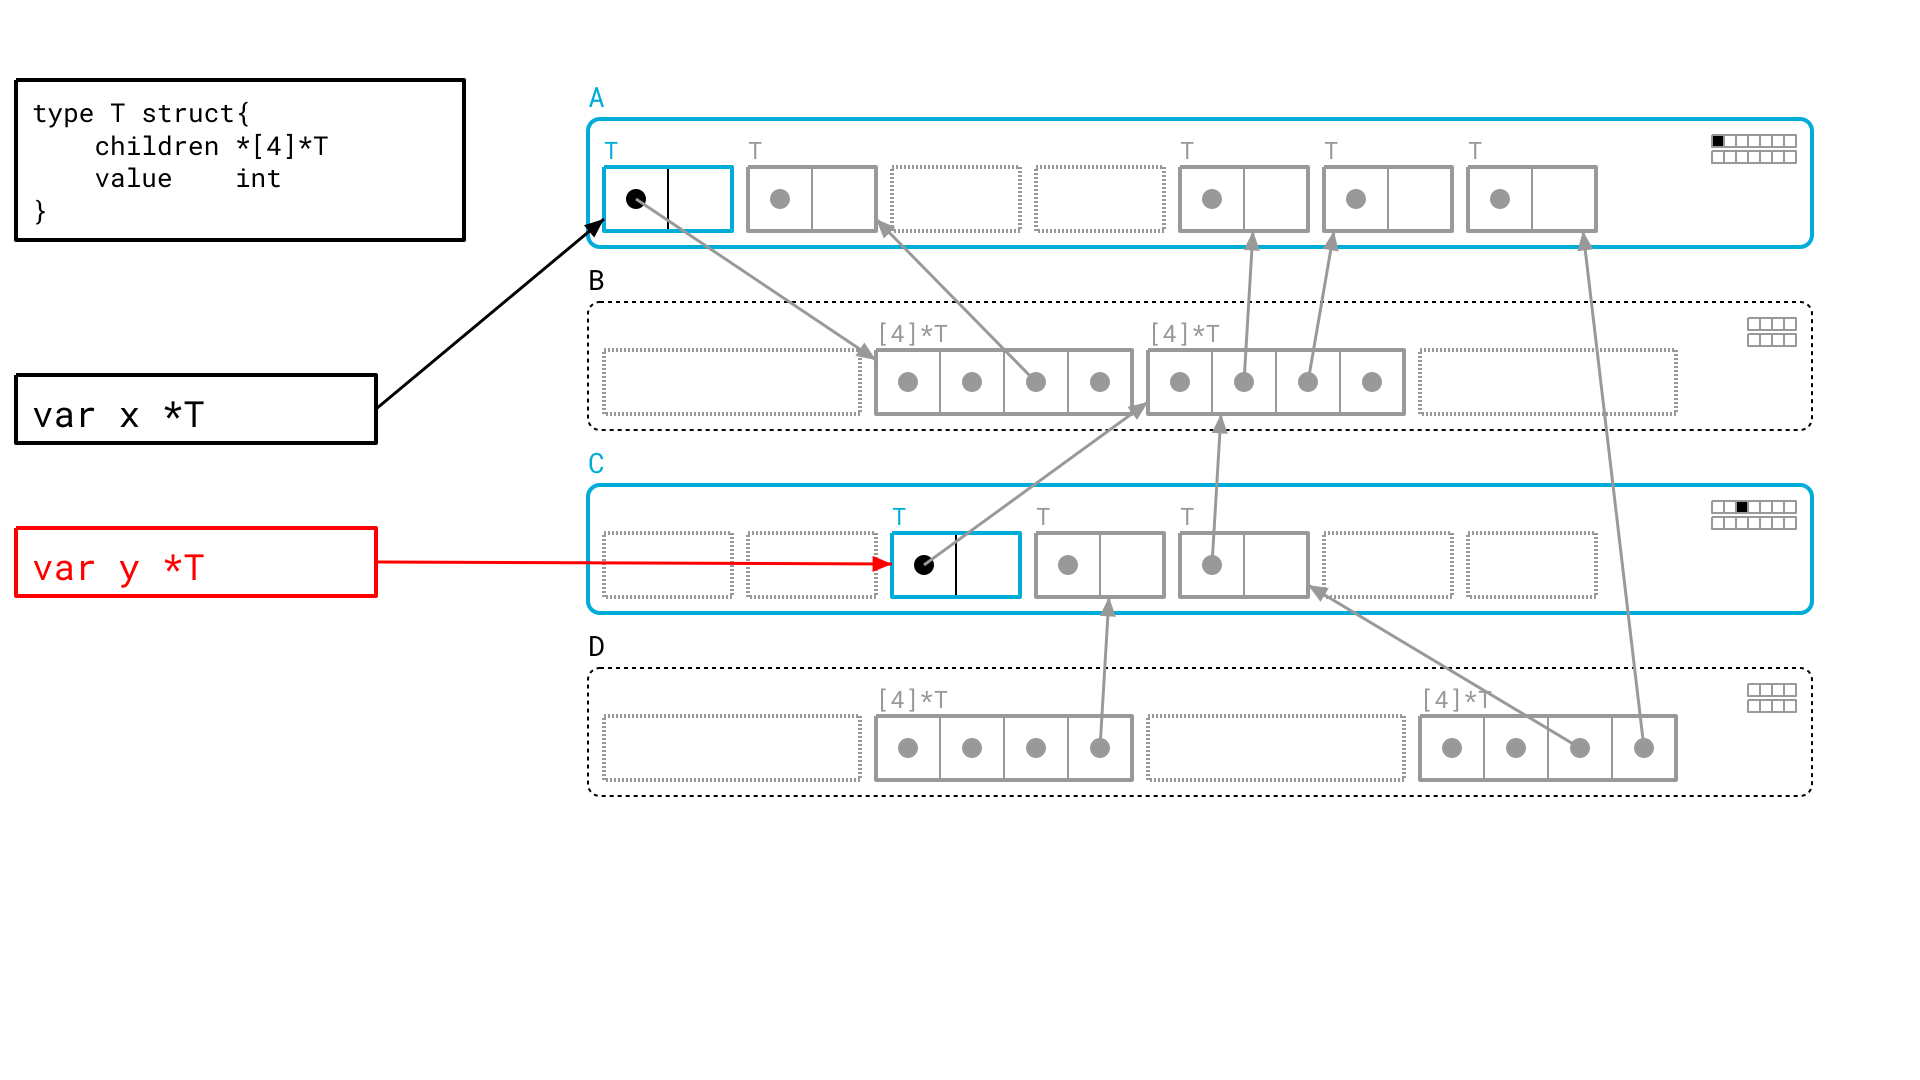 type T struct{
    children *[4]*T
    value    int
}
var x *T
var y *T
A
T T T T T
B
[4]*T [4]*T
C
T T T
D
[4]*T [4]*T